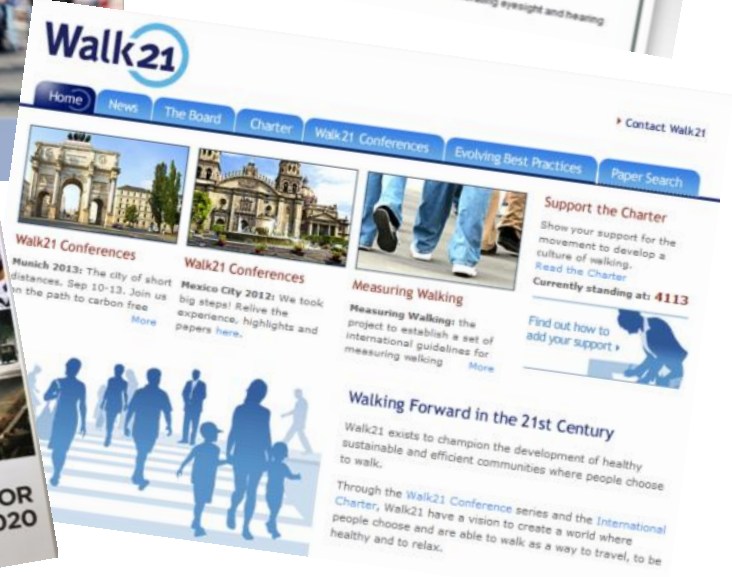 eyesight and hearing
Walk21
Home
News
The Board
Charter
Walk21 Conferences
Evolving Best Practices
Paper Search
Contact Walk21
Walk21 Conferences
Munich 2013: The city of short
distances. Sep 10-13. Join us
on the path to carbon free
More
Walk21 Conferences
Mexico City 2012: We took
big steps! Relive the
experience, highlights and
papers here.
Measuring Walking
Measuring Walking: the
project to establish a set of
international guidelines for
measuring walking
More
Support the Charter
Show your support for the
movement to develop a
culture of walking.
Read the Charter
Currently standing at: 4113
Find out how to
add your support
Walking Forward in the 21st Century
Walk21 exists to champion the development of healthy
sustainable and efficient communities where people choose
to walk.
Through the Walk21 Conference series and the International
Charter, Walk21 have a vision to create a world where
people choose and are able to walk as a way to travel, to be
healthy and to relax.
OR
020